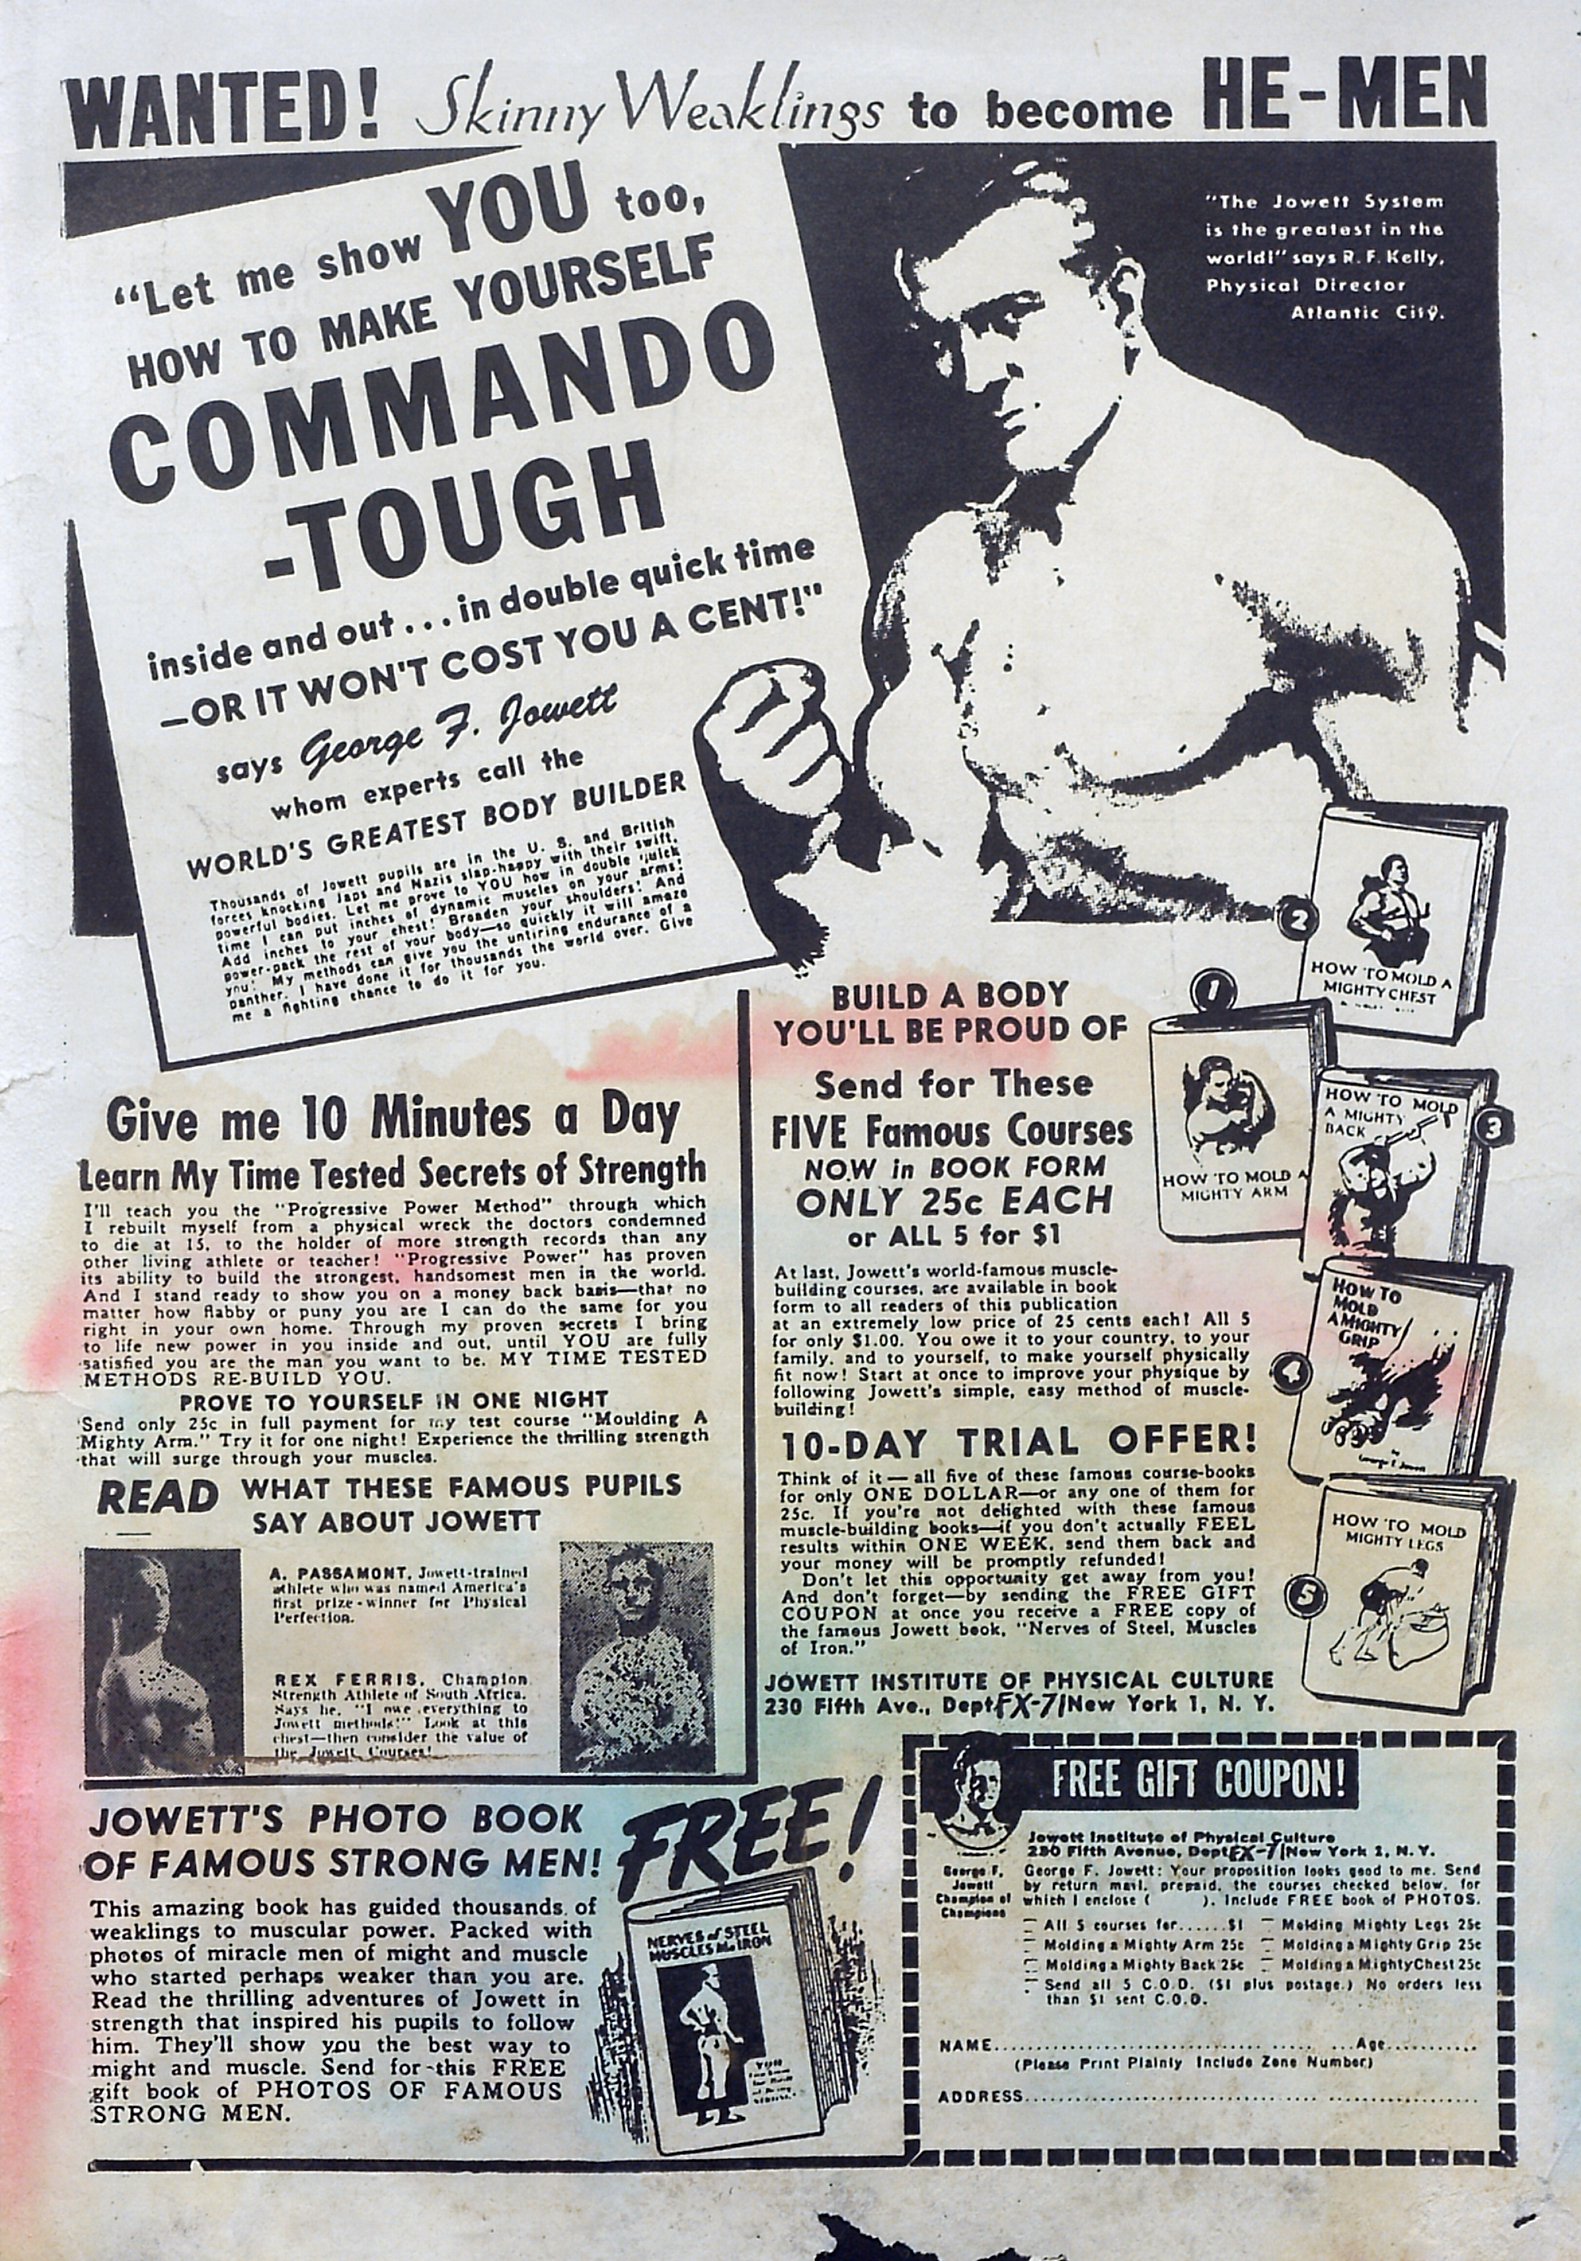 WANTED! Skinny Weaklings to become HE-MEN
"Let me show YOU too,
HOW TO MAKE YOURSELF
COMMANDO
-TOUGH
inside and out...in double quick time
—OR IT WON'T COST YOU A CENT!"
says George F. Jowett
whom experts call the
WORLD'S GREATEST BODY BUILDER
Thousands of Jowett pupils are in the U. S. and British
forces knocking Japs and Nazis slap-happy with their swift,
powerful bodies. Let me prove to YOU how in double quick
time I can put inches of dynamic muscles on your arms!
Add inches to your chest! Broaden your shoulders! And
power-pack the rest of your body—so quickly it will amaze
you! My methods can give you the untiring endurance of a
panther. I have done it for thousands the world over. Give
me a fighting chance to do it for you.
"The Jowett System
is the greatest in the
world!" says R. F. Kelly,
Physical Director
Atlantic City.
Give me 10 Minutes a Day
Learn My Time Tested Secrets of Strength
I'll teach you the "Progressive Power Method" through which
I rebuilt myself from a physical wreck the doctors condemned
to die at 15, to the holder of more strength records than any
other living athlete or teacher! "Progressive Power" has proven
its ability to build the strongest, handsomest men in the world.
And I stand ready to show you on a money back basis—that no
matter how flabby or puny you are I can do the same for you
right in your own home. Through my proven secrets I bring
to life new power in you inside and out, until YOU are fully
satisfied you are the man you want to be. MY TIME TESTED
METHODS RE-BUILD YOU.
PROVE TO YOURSELF IN ONE NIGHT
Send only 25c in full payment for my test course "Moulding A
Mighty Arm." Try it for one night! Experience the thrilling strength
that will surge through your muscles.
READ WHAT THESE FAMOUS PUPILS
SAY ABOUT JOWETT
A. PASSAMONT, Jowett-trained
athlete who was named America's
first prize-winner for Physical
Perfection.
REX FERRIS, Champion
Strength Athlete of South Africa.
Says he, "I owe everything to
Jowett methods!" Look at this
chest—then consider the value of
the Jowett Courses!
BUILD A BODY
YOU'LL BE PROUD OF
Send for These
FIVE Famous Courses
NOW in BOOK FORM
ONLY 25c EACH
or ALL 5 for $1
At last, Jowett's world-famous muscle-
building courses, are available in book
form to all readers of this publication
at an extremely low price of 25 cents each! All 5
for only $1.00. You owe it to your country, to your
family, and to yourself, to make yourself physically
fit now! Start at once to improve your physique by
following Jowett's simple, easy method of muscle-
building!
10-DAY TRIAL OFFER!
Think of it — all five of these famous course-books
for only ONE DOLLAR—or any one of them for
25c. If you're not delighted with these famous
muscle-building books—if you don't actually FEEL
results within ONE WEEK, send them back and
your money will be promptly refunded!
Don't let this opportunity get away from you!
And don't forget—by sending the FREE GIFT
COUPON at once you receive a FREE copy of
the famous Jowett book, "Nerves of Steel, Muscles
of Iron."
JOWETT INSTITUTE OF PHYSICAL CULTURE
230 Fifth Ave., Dept. FX-71 New York 1, N. Y.
2
HOW TO MOLD A
MIGHTY CHEST
1
HOW TO MOLD A
MIGHTY ARM
3
HOW TO MOLD
A MIGHTY
BACK
4
HOW TO
MOLD
A MIGHTY
GRIP
by
George F. Jowett
5
HOW TO MOLD
MIGHTY LEGS
JOWETT'S PHOTO BOOK
OF FAMOUS STRONG MEN!
FREE!
This amazing book has guided thousands of
weaklings to muscular power. Packed with
photos of miracle men of might and muscle
who started perhaps weaker than you are.
Read the thrilling adventures of Jowett in
strength that inspired his pupils to follow
him. They'll show you the best way to
might and muscle. Send for this FREE
gift book of PHOTOS OF FAMOUS
STRONG MEN.
NERVES of STEEL
MUSCLES like IRON
FREE GIFT COUPON!
George F.
Jowett
Champion of
Champions
Jowett Institute of Physical Culture
230 Fifth Avenue, Dept. FX-71 New York 1, N. Y.
George F. Jowett: Your proposition looks good to me. Send
by return mail, prepaid, the courses checked below, for
which I enclose ( ). Include FREE book of PHOTOS.
All 5 courses for......$1
Molding Mighty Legs 25c
Molding a Mighty Arm 25c
Molding a Mighty Grip 25c
Molding a Mighty Back 25c
Molding a Mighty Chest 25c
Send all 5 C.O.D. ($1 plus postage.) No orders less
than $1 sent C.O.D.
NAME.................................................Age............
(Please Print Plainly Include Zone Number)
ADDRESS...............................................................